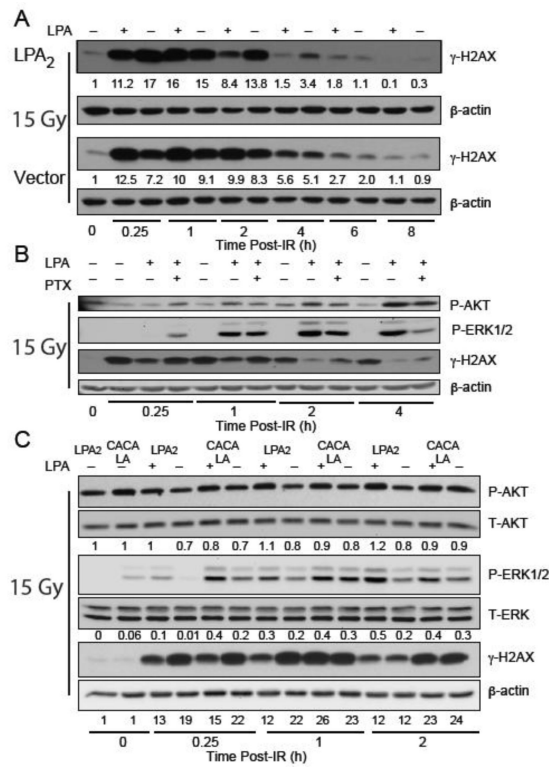 A
LPA – + – + – + – + – + – + –
LPA2 γ-H2AX
1 11.2 17 16 15 8.4 13.8 1.5 3.4 1.8 1.1 0.1 0.3
β-actin
15 Gy
γ-H2AX
Vector
1 12.5 7.2 10 9.1 9.9 8.3 5.6 5.1 2.7 2.0 1.1 0.9
β-actin
0 0.25 1 2 4 6 8
Time Post-IR (h)
B
LPA – – + + – + + – + + – + +
PTX – – – + – – + – – + – – +
P-AKT
P-ERK1/2
15 Gy
γ-H2AX
β-actin
0 0.25 1 2 4
Time Post-IR (h)
C
LPA2 CACA LA LPA2 CACA LA LPA2 CACA LA LPA2 CACA LA
LPA – – + – + – + – + – + – + –
P-AKT
T-AKT
1 1 1 0.7 0.8 0.7 1.1 0.8 0.9 0.8 1.2 0.8 0.9 0.9
P-ERK1/2
15 Gy
T-ERK
0 0.06 0.1 0.01 0.4 0.2 0.3 0.2 0.4 0.3 0.5 0.2 0.4 0.3
γ-H2AX
β-actin
1 1 13 19 15 22 12 22 26 23 12 12 23 24
0 0.25 1 2
Time Post-IR (h)